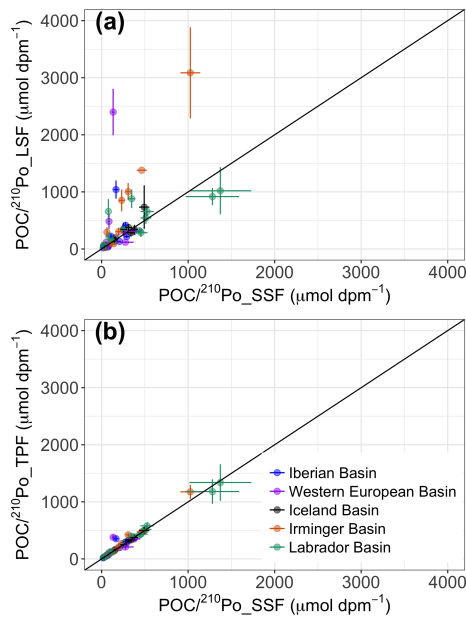 (a)
4000
3000
2000
1000
0
POC/²¹⁰Po_LSF (μmol dpm⁻¹)
0 1000 2000 3000 4000
POC/²¹⁰Po_SSF (μmol dpm⁻¹)
(b)
4000
3000
2000
1000
0
POC/²¹⁰Po_TPF (μmol dpm⁻¹)
Iberian Basin
Western European Basin
Iceland Basin
Irminger Basin
Labrador Basin
0 1000 2000 3000 4000
POC/²¹⁰Po_SSF (μmol dpm⁻¹)